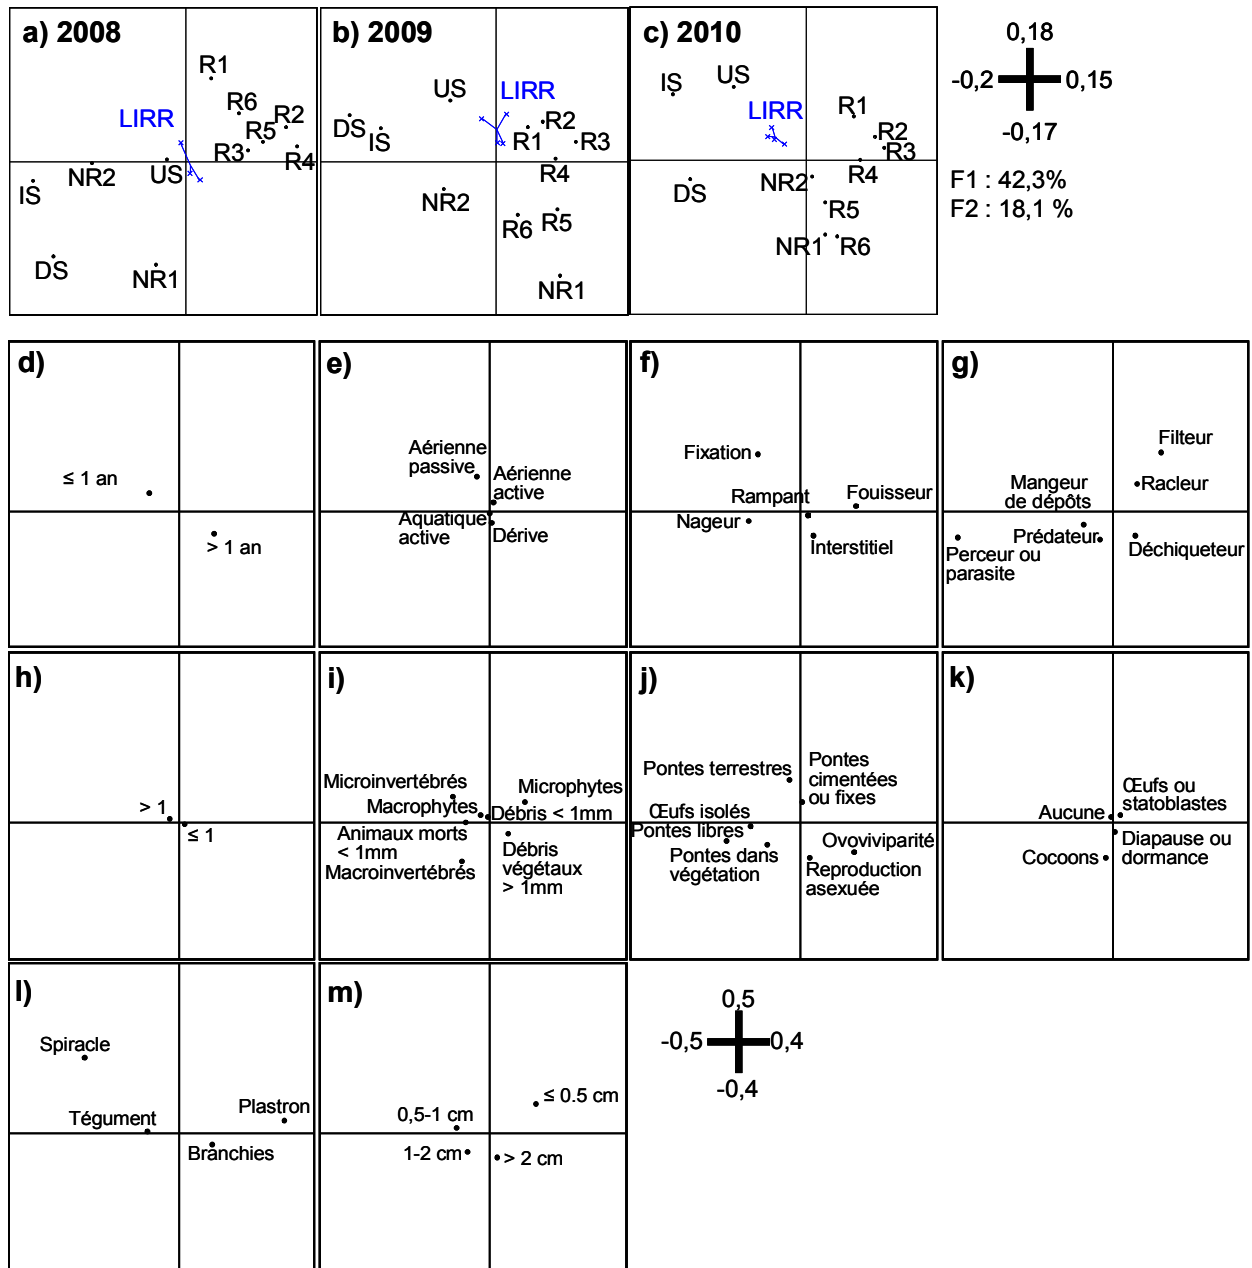 a) 2008
R1
R6
R2
LIRR
R5
R3
R4
NR2
US
IS
DS
NR1
b) 2009
US
LIRR
DS
IS
R1
R2
R3
R4
NR2
R6
R5
NR1
c) 2010
IS
US
LIRR
R1
R2
R3
R4
NR2
DS
R5
NR1
R6
0,18
-0,2
0,15
-0,17
F1 : 42,3%
F2 : 18,1 %
d)
≤ 1 an
> 1 an
e)
Aérienne
passive
Aérienne
active
Aquatique
active
Dérive
f)
Fixation
Rampant
Fouisseur
Nageur
Interstitiel
g)
Filteur
Mangeur
de dépôts
Racleur
Prédateur
Perceur ou
parasite
Déchiqueteur
h)
> 1
≤ 1
i)
Microinvertébrés
Microphytes
Macrophytes
Débris < 1mm
Animaux morts
< 1mm
Macroinvertébrés
Débris
végétaux
> 1mm
j)
Pontes terrestres
Pontes
cimentées
ou fixes
Œufs isolés
Pontes libres
Pontes dans
végétation
Ovoviviparité
Reproduction
asexuée
k)
Œufs ou
statoblastes
Aucune
Diapause ou
dormance
Cocoons
l)
Spiracle
Tégument
Plastron
Branchies
m)
≤ 0.5 cm
0,5-1 cm
1-2 cm
> 2 cm
0,5
-0,5
0,4
-0,4